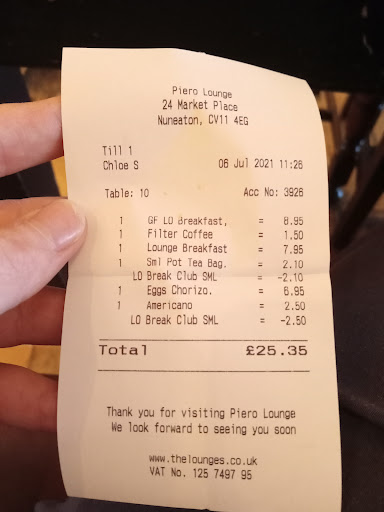 Piero Lounge
24 Market Place
Nuneaton, CV11 4EG
Till 1
Chloe S 06 Jul 2021 11:26
Table: 10 Acc No: 3926
1 GF LO Breakfast, = 8.95
1 Filter Coffee = 1.50
1 Lounge Breakfast = 7.95
1 Sml Pot Tea Bag. = 2.10
LO Break Club SML = -2.10
1 Eggs Chorizo. = 6.95
1 Americano = 2.50
LO Break Club SML = -2.50
Total £25.35
Thank you for visiting Piero Lounge
We look forward to seeing you soon
www.thelounges.co.uk
VAT No. 125 7497 95